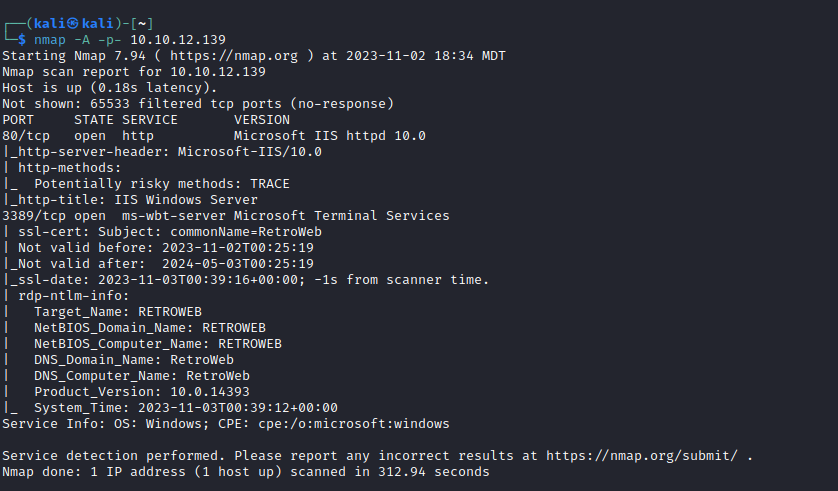 ┌──(kali㉿kali)-[~]
└─$ nmap -A -p- 10.10.12.139
Starting Nmap 7.94 ( https://nmap.org ) at 2023-11-02 18:34 MDT
Nmap scan report for 10.10.12.139
Host is up (0.18s latency).
Not shown: 65533 filtered tcp ports (no-response)
PORT     STATE SERVICE       VERSION
80/tcp   open  http          Microsoft IIS httpd 10.0
|_http-server-header: Microsoft-IIS/10.0
| http-methods:
|_  Potentially risky methods: TRACE
|_http-title: IIS Windows Server
3389/tcp open  ms-wbt-server Microsoft Terminal Services
| ssl-cert: Subject: commonName=RetroWeb
| Not valid before: 2023-11-02T00:25:19
|_Not valid after:  2024-05-03T00:25:19
|_ssl-date: 2023-11-03T00:39:16+00:00; -1s from scanner time.
| rdp-ntlm-info:
|   Target_Name: RETROWEB
|   NetBIOS_Domain_Name: RETROWEB
|   NetBIOS_Computer_Name: RETROWEB
|   DNS_Domain_Name: RetroWeb
|   DNS_Computer_Name: RetroWeb
|   Product_Version: 10.0.14393
|_  System_Time: 2023-11-03T00:39:12+00:00
Service Info: OS: Windows; CPE: cpe:/o:microsoft:windows

Service detection performed. Please report any incorrect results at https://nmap.org/submit/ .
Nmap done: 1 IP address (1 host up) scanned in 312.94 seconds